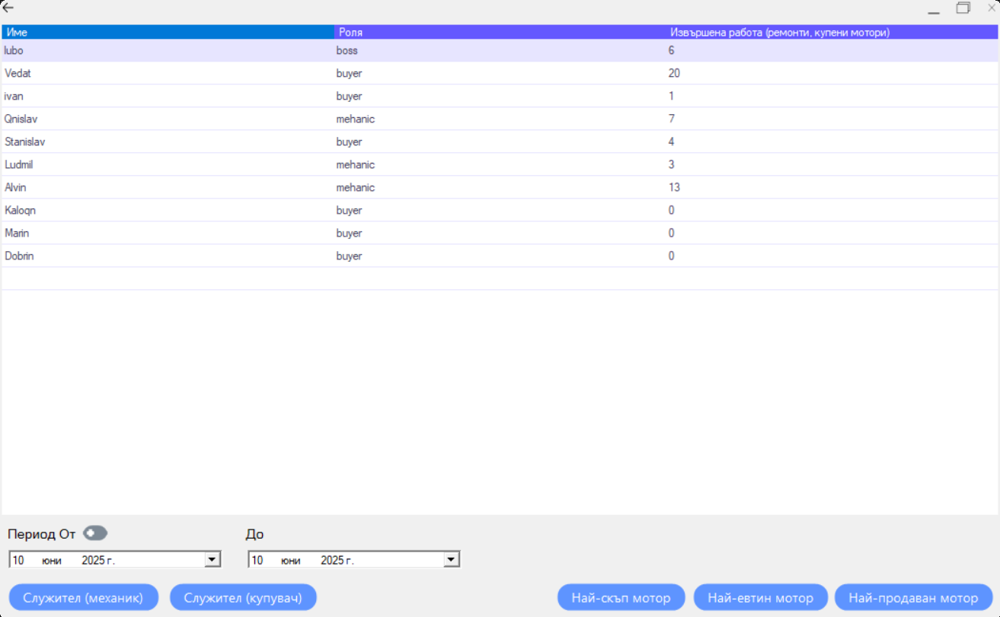 Име Роля Извършена работа (ремонти, купени мотори)
lubo boss 6
Vedat buyer 20
ivan buyer 1
Qnislav mehanic 7
Stanislav buyer 4
Ludmil mehanic 3
Alvin mehanic 13
Kaloqn buyer 0
Marin buyer 0
Dobrin buyer 0
Период От До
10 юни 2025 г. 10 юни 2025 г.
Служител (механик) Служител (купувач) Най-скъп мотор Най-евтин мотор Най-продаван мотор